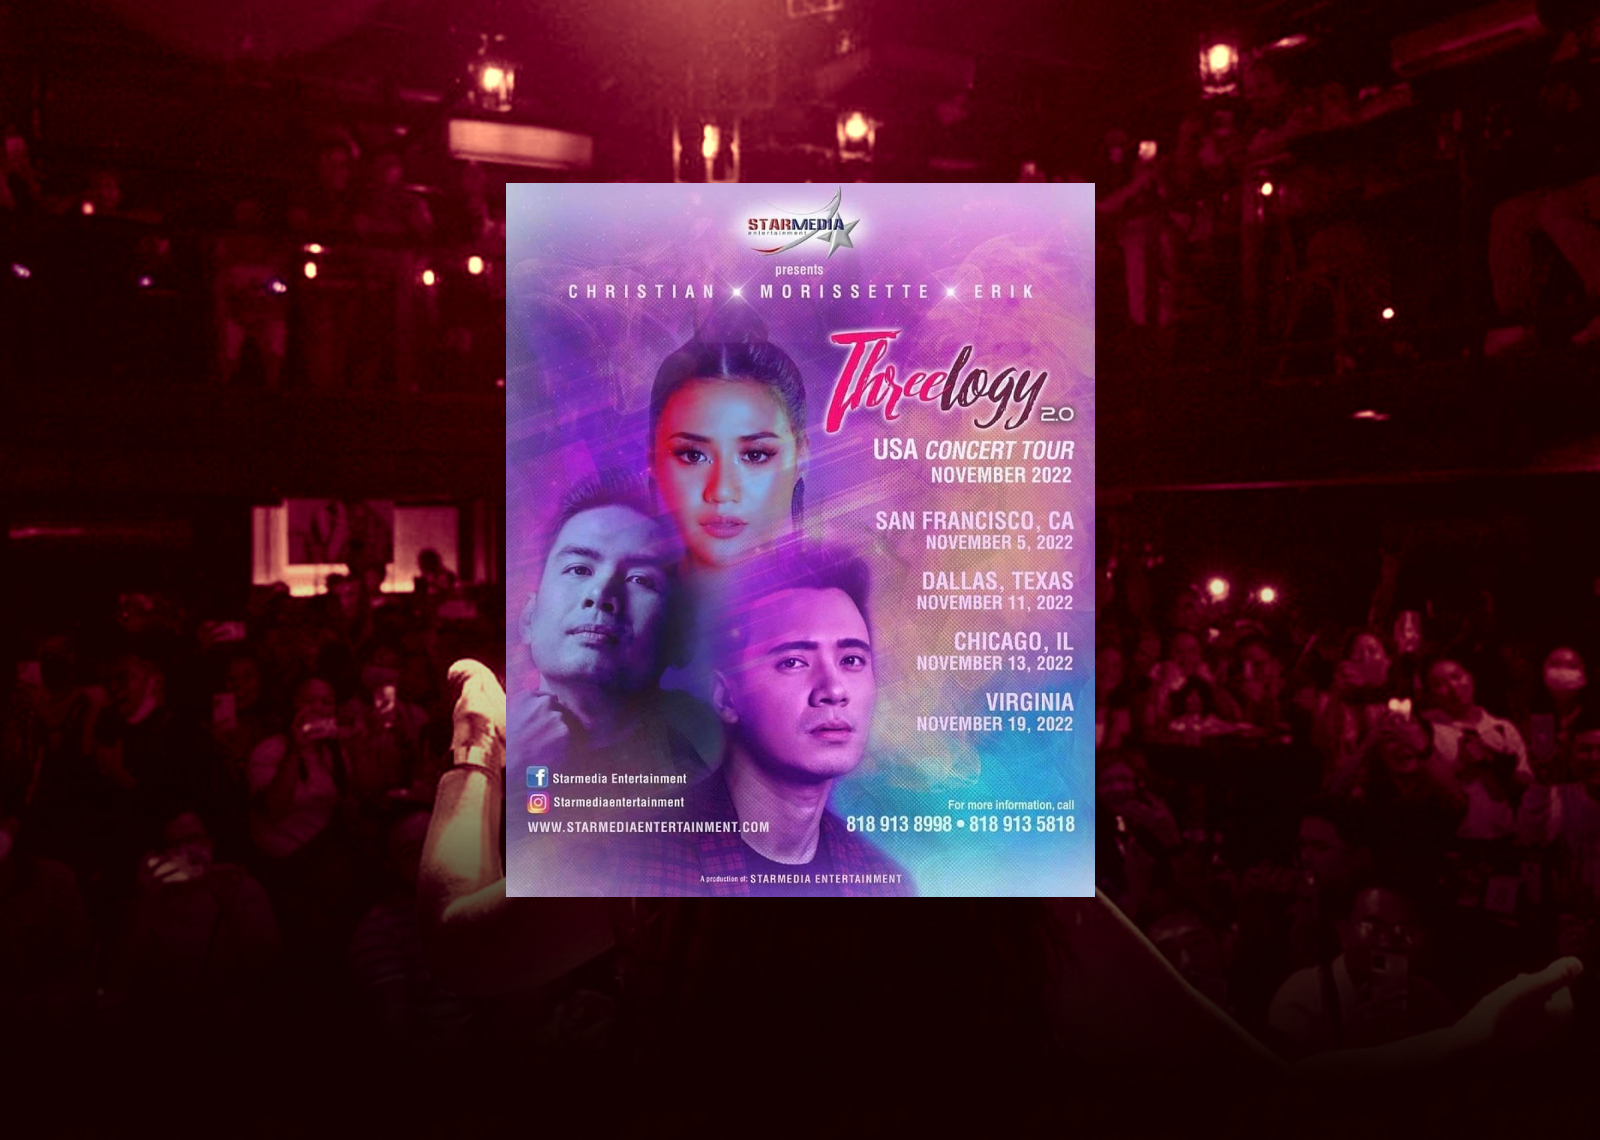 STARMEDIA
entertainment
presents
CHRISTIAN MORISSETTE ERIK
Threelogy 2.0
USA CONCERT TOUR
NOVEMBER 2022
SAN FRANCISCO, CA
NOVEMBER 5, 2022
DALLAS, TEXAS
NOVEMBER 11, 2022
CHICAGO, IL
NOVEMBER 13, 2022
VIRGINIA
NOVEMBER 19, 2022
Starmedia Entertainment
Starmediaentertainment
WWW.STARMEDIAENTERTAINMENT.COM
For more information, call
818 913 8998 • 818 913 5818
A production of: STARMEDIA ENTERTAINMENT